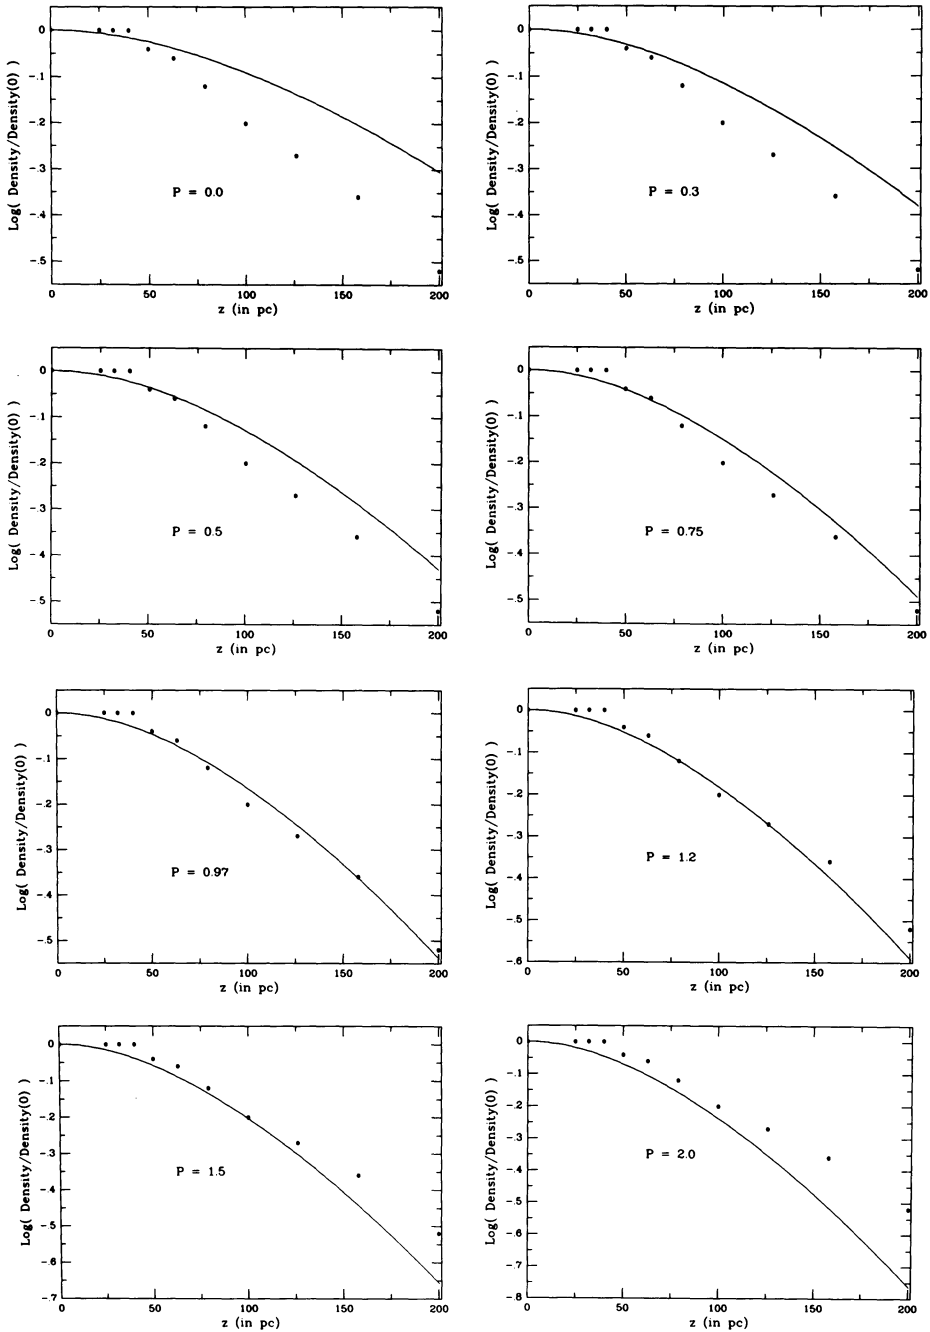 Log( Density/Density(0) )
0
-.1
-.2
-.3
-.4
-.5
P = 0.0
0 50 100 150 200
z (in pc)
Log( Density/Density(0) )
0
-.1
-.2
-.3
-.4
-.5
P = 0.3
0 50 100 150 200
z (in pc)
Log( Density/Density(0) )
0
-.1
-.2
-.3
-.4
-.5
P = 0.5
0 50 100 150 200
z (in pc)
Log( Density/Density(0) )
0
-.1
-.2
-.3
-.4
-.5
P = 0.75
0 50 100 150 200
z (in pc)
Log( Density/Density(0) )
0
-.1
-.2
-.3
-.4
-.5
P = 0.97
0 50 100 150 200
z (in pc)
Log( Density/Density(0) )
0
-.1
-.2
-.3
-.4
-.5
-.6
P = 1.2
0 50 100 150 200
z (in pc)
Log( Density/Density(0) )
0
-.1
-.2
-.3
-.4
-.5
-.6
-.7
P = 1.5
0 50 100 150 200
z (in pc)
Log( Density/Density(0) )
0
-.1
-.2
-.3
-.4
-.5
-.6
-.7
-.8
P = 2.0
0 50 100 150 200
z (in pc)